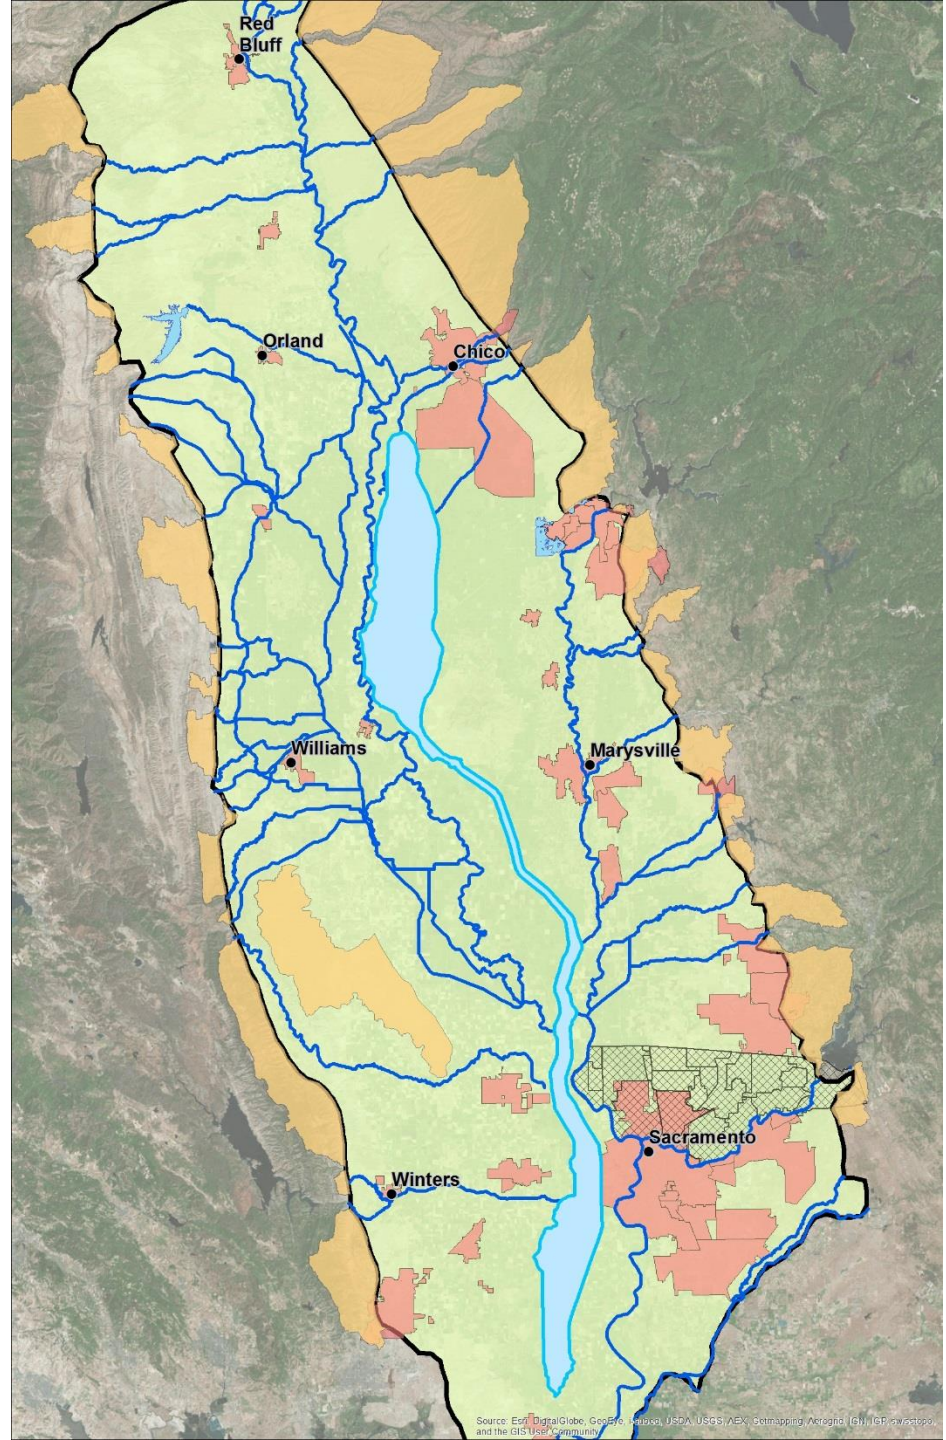 Red
Bluff
Orland
Chico
Williams
Marysville
Sacramento
Winters
Source: Esri, DigitalGlobe, GeoEye, USDA, USGS, AEX, Getmapping, Aerogrid, IGN, IGP, swisstopo,
and the GIS User Community